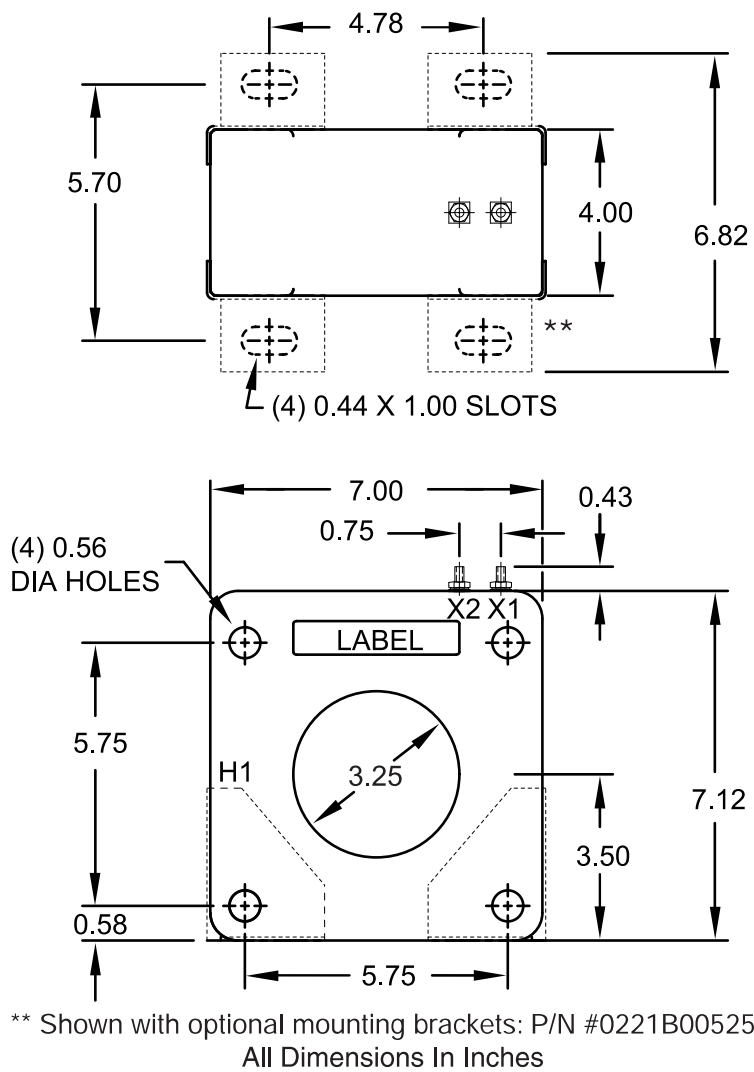 4.78
5.70
4.00
6.82
**
(4) 0.44 X 1.00 SLOTS
7.00
0.43
0.75
(4) 0.56
DIA HOLES
X2 X1
LABEL
5.75
3.25
H1
7.12
3.50
0.58
5.75
** Shown with optional mounting brackets: P/N #0221B00525
All Dimensions In Inches